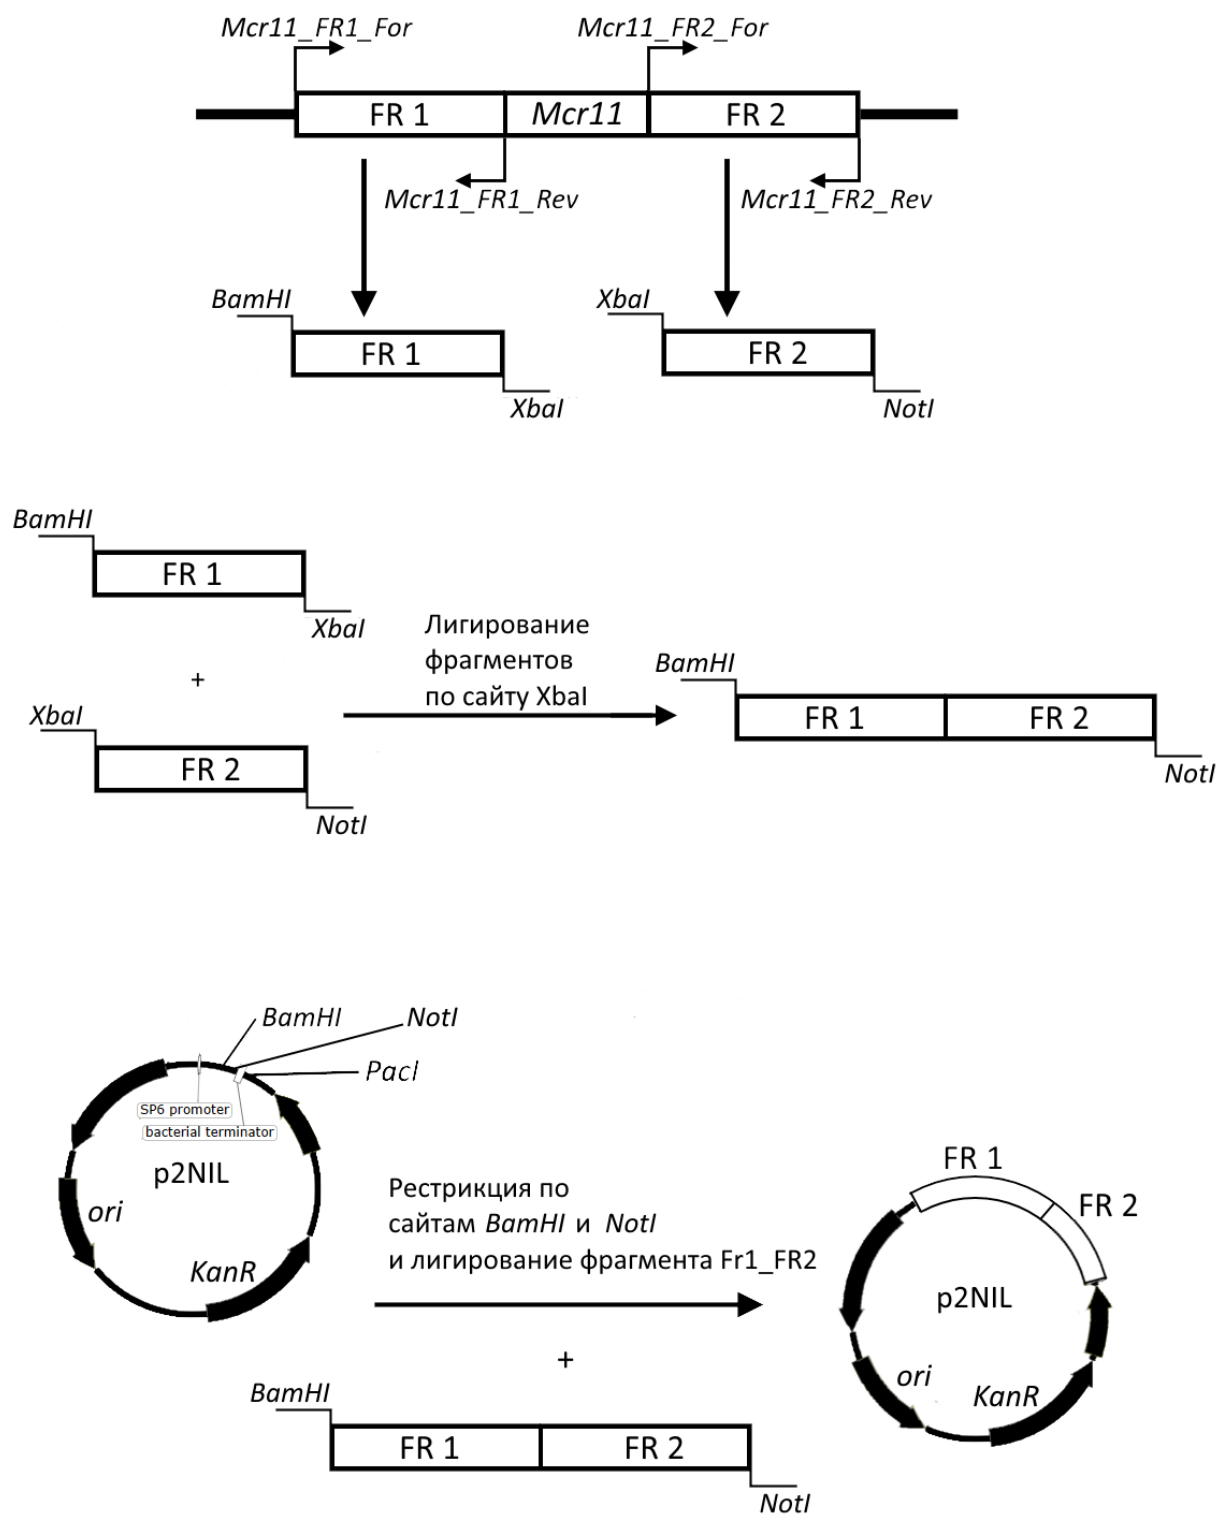 Mcr11_FR1_For
Mcr11_FR2_For
FR 1
Mcr11
FR 2
Mcr11_FR1_Rev
Mcr11_FR2_Rev
BamHI
XbaI
FR 1
FR 2
XbaI
NotI
BamHI
FR 1
XbaI
Лигирование
фрагментов
по сайту XbaI
+
BamHI
XbaI
FR 1
FR 2
FR 2
NotI
NotI
BamHI
NotI
PacI
SP6 promoter
bacterial terminator
p2NIL
ori
KanR
Рестрикция по
сайтам BamHI и NotI
и лигирование фрагмента Fr1_FR2
FR 1
FR 2
p2NIL
ori
KanR
+
BamHI
FR 1
FR 2
NotI